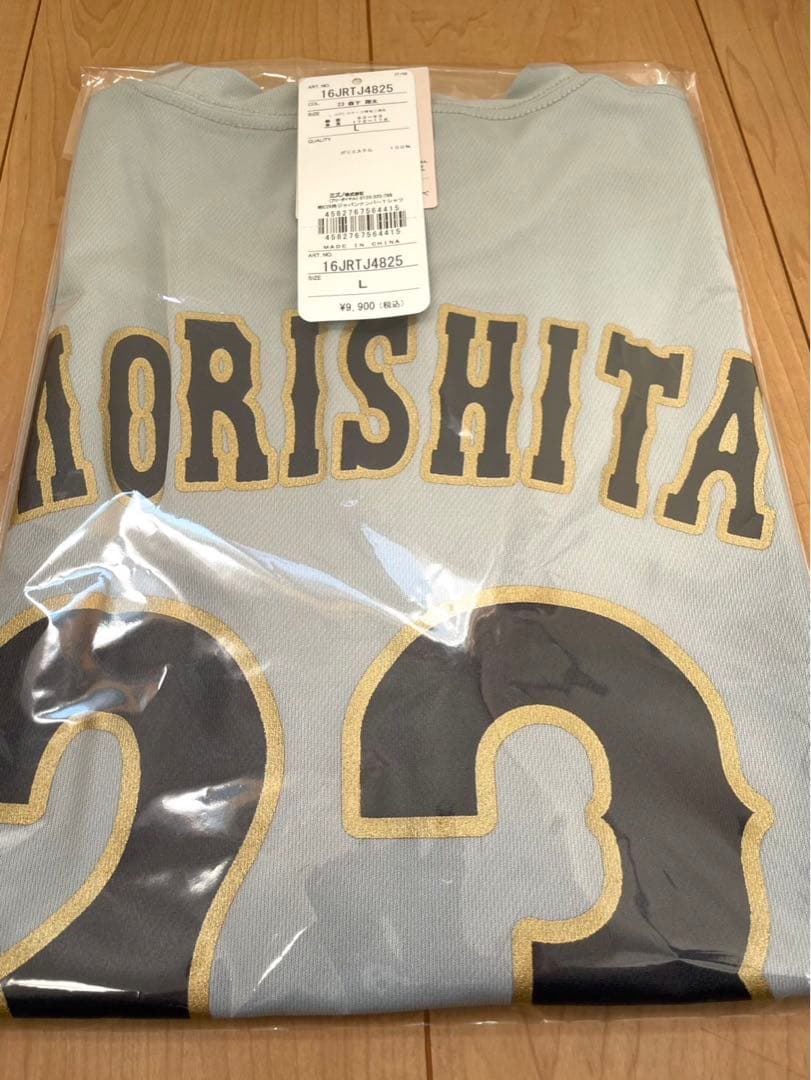 ART.NO.
16JRTJ4825
COL. 23 森下 翔太
SIZE
L
QUALITY
ポリエステル 100%
ミズノ株式会社
4582767564415
4582767564415
MADE IN CHINA
ART.NO.
16JRTJ4825
SIZE
L
¥9,900(税込)
MORISHITA
23